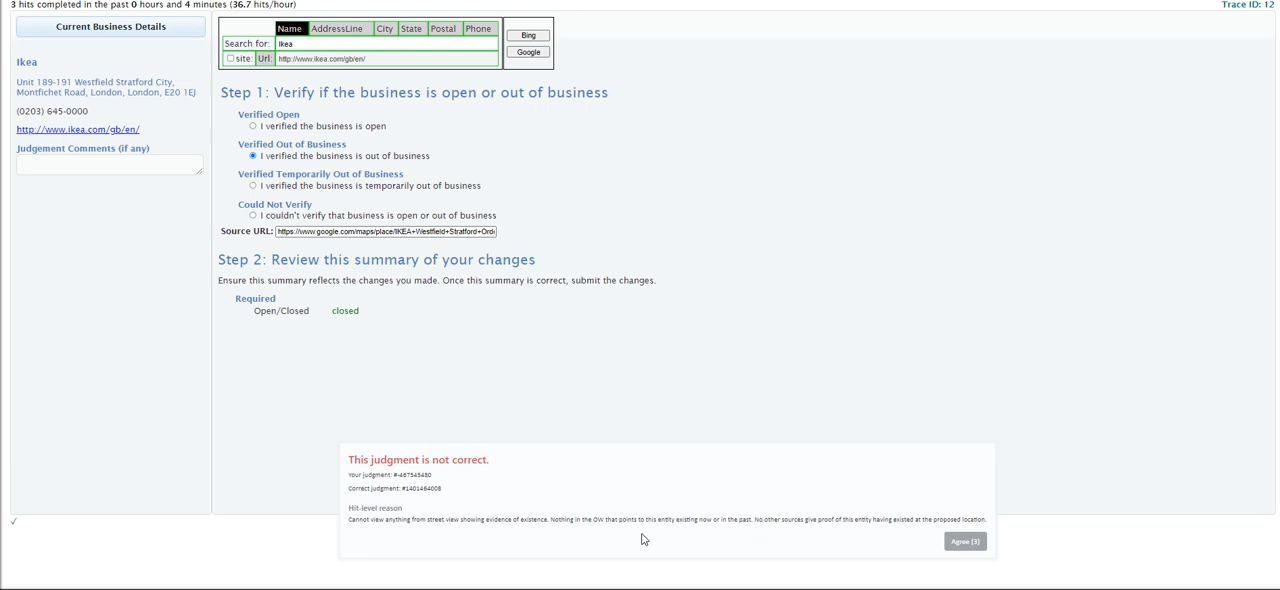 3 hits completed in the past 0 hours and 4 minutes (36.7 hits/hour)
Trace ID: 12
Current Business Details
Ikea
Unit 189-191 Westfield Stratford City,
Montfichet Road, London, London, E20 1EJ
(0203) 645-0000
http://www.ikea.com/gb/en/
Judgement Comments (if any)
Name AddressLine City State Postal Phone
Search for: Ikea
site: Url: http://www.ikea.com/gb/en/
Bing
Google
Step 1: Verify if the business is open or out of business
Verified Open
I verified the business is open
Verified Out of Business
I verified the business is out of business
Verified Temporarily Out of Business
I verified the business is temporarily out of business
Could Not Verify
I couldn't verify that business is open or out of business
Source URL: https://www.google.com/maps/place/IKEA+Westfield+Stratford+Ord
Step 2: Review this summary of your changes
Ensure this summary reflects the changes you made. Once this summary is correct, submit the changes.
Required
Open/Closed closed
This judgment is not correct.
Your judgment: #-467545480
Correct judgment: #1401464008
Hit-level reason
Cannot view anything from street view showing evidence of existence. Nothing in the OW that points to this entity existing now or in the past. No other sources give proof of this entity having existed at the proposed location.
Agree (3)